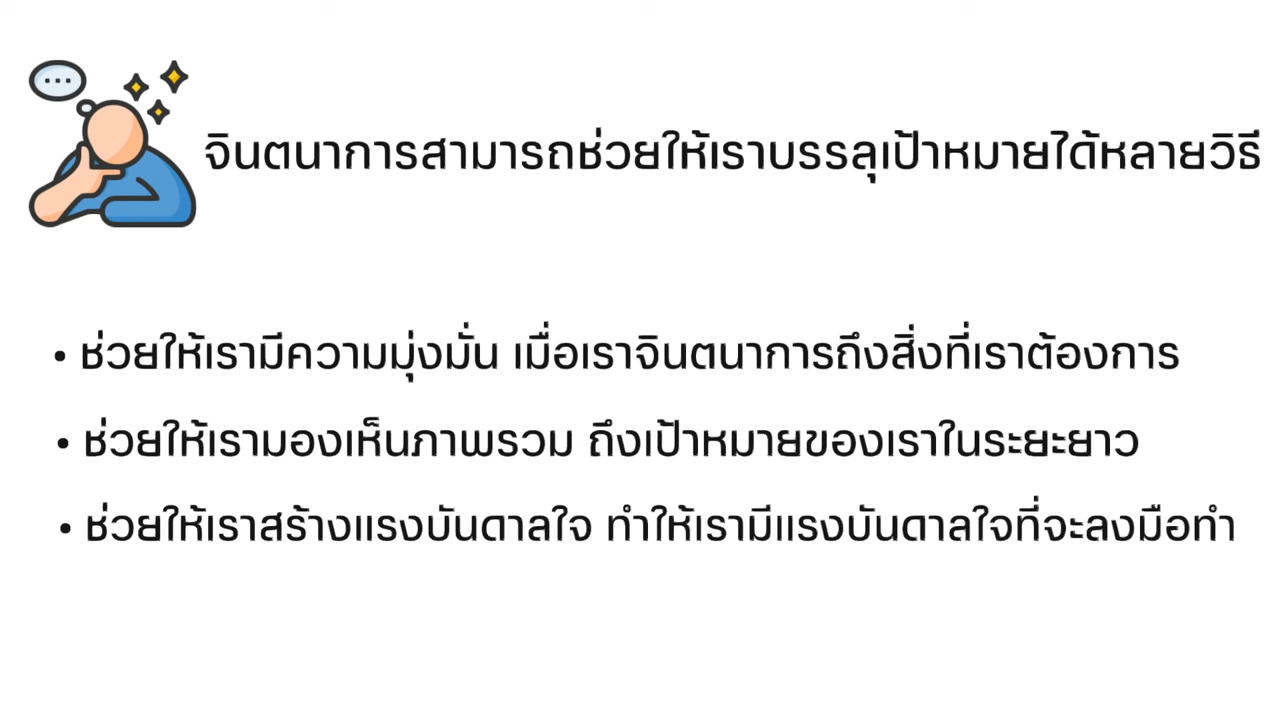 จินตนาการสามารถช่วยให้เราบรรลุเป้าหมายได้หลายวิธี
• ช่วยให้เรามีความมุ่งมั่น เมื่อเราจินตนาการถึงสิ่งที่เราต้องการ
• ช่วยให้เรามองเห็นภาพรวม ถึงเป้าหมายของเราในระยะยาว
• ช่วยให้เราสร้างแรงบันดาลใจ ทำให้เรามีแรงบันดาลใจที่จะลงมือทำ